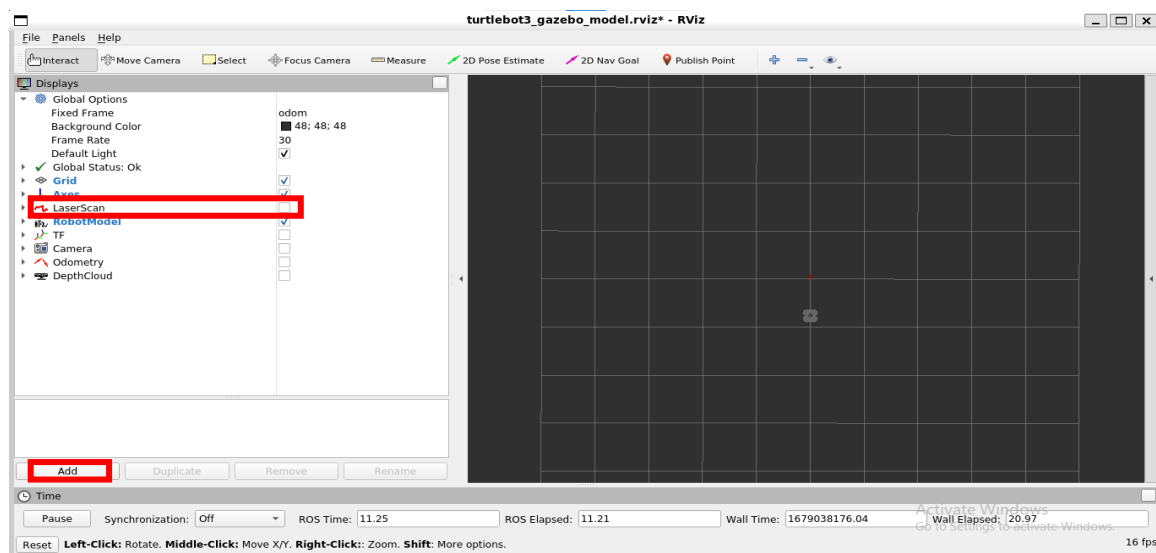 turtlebot3_gazebo_model.rviz* - RViz
File Panels Help
Interact Move Camera Select Focus Camera Measure 2D Pose Estimate 2D Nav Goal Publish Point
Displays
Global Options
Fixed Frame odom
Background Color 48; 48; 48
Frame Rate 30
Default Light
Global Status: Ok
Grid
Axes
LaserScan
RobotModel
TF
Camera
Odometry
DepthCloud
Add Duplicate Remove Rename
Time
Pause Synchronization: Off ROS Time: 11.25 ROS Elapsed: 11.21 Wall Time: 1679038176.04 Wall Elapsed: 20.97
Activate Windows
Go to Settings to activate Windows.
Reset Left-Click: Rotate. Middle-Click: Move X/Y. Right-Click:: Zoom. Shift: More options. 16 fps